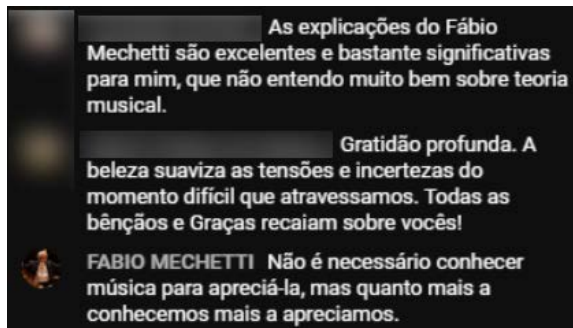 As explicações do Fábio
Mechetti são excelentes e bastante significativas
para mim, que não entendo muito bem sobre teoria
musical.
Gratidão profunda. A
beleza suaviza as tensões e incertezas do
momento difícil que atravessamos. Todas as
bênçãos e Graças recaiam sobre vocês!
FABIO MECHETTI Não é necessário conhecer
música para apreciá-la, mas quanto mais a
conhecemos mais a apreciamos.